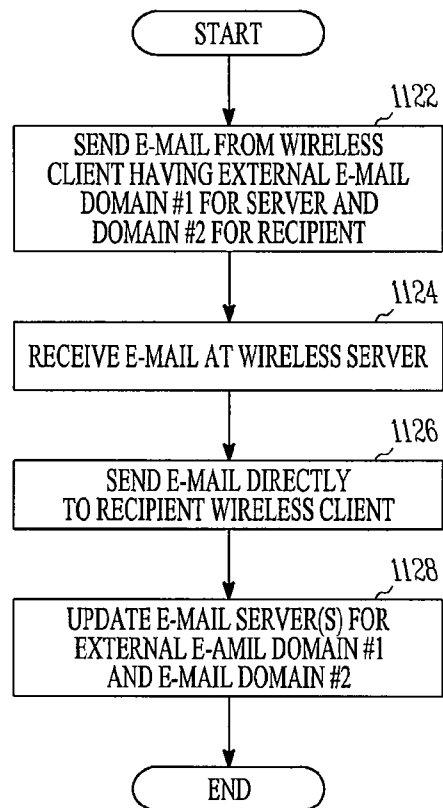 START
1122
SEND E-MAIL FROM WIRELESS
CLIENT HAVING EXTERNAL E-MAIL
DOMAIN #1 FOR SERVER AND
DOMAIN #2 FOR RECIPIENT
1124
RECEIVE E-MAIL AT WIRELESS SERVER
1126
SEND E-MAIL DIRECTLY
TO RECIPIENT WIRELESS CLIENT
1128
UPDATE E-MAIL SERVER(S) FOR
EXTERNAL E-AMIL DOMAIN #1
AND E-MAIL DOMAIN #2
END